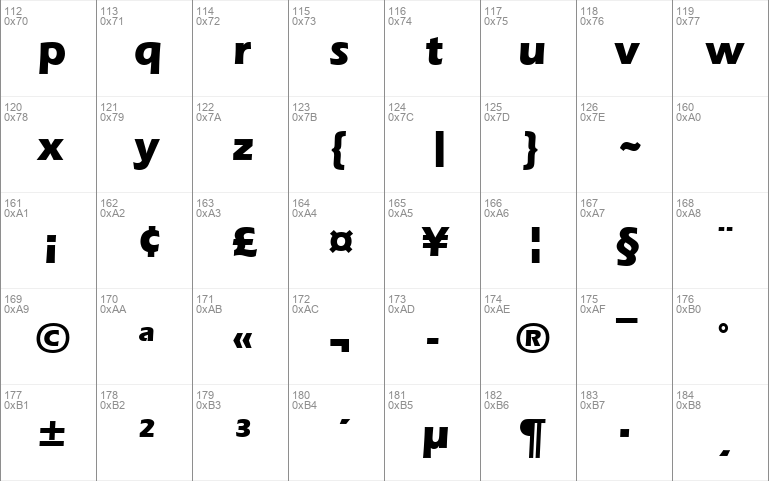 112 113 114 115 116 117 118 119
0x70 0x71 0x72 0x73 0x74 0x75 0x76 0x77
p q r s t u v w
120 121 122 123 124 125 126 160
0x78 0x79 0x7A 0x7B 0x7C 0x7D 0x7E 0xA0
x y z { | } ~
161 162 163 164 165 166 167 168
0xA1 0xA2 0xA3 0xA4 0xA5 0xA6 0xA7 0xA8
¡ ¢ £ ¤ ¥ ¦ § ¨
169 170 171 172 173 174 175 176
0xA9 0xAA 0xAB 0xAC 0xAD 0xAE 0xAF 0xB0
© ª « ¬ - ® ¯ °
177 178 179 180 181 182 183 184
0xB1 0xB2 0xB3 0xB4 0xB5 0xB6 0xB7 0xB8
± ² ³ ´ µ ¶ · ¸